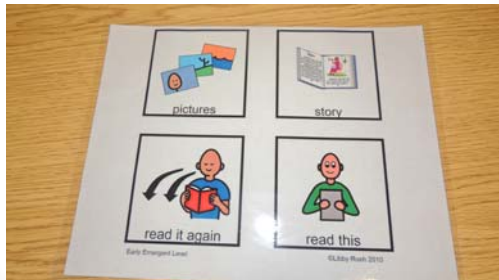 pictures
story
read it again
read this
Early Emergent Level
©Libby Rush 2010